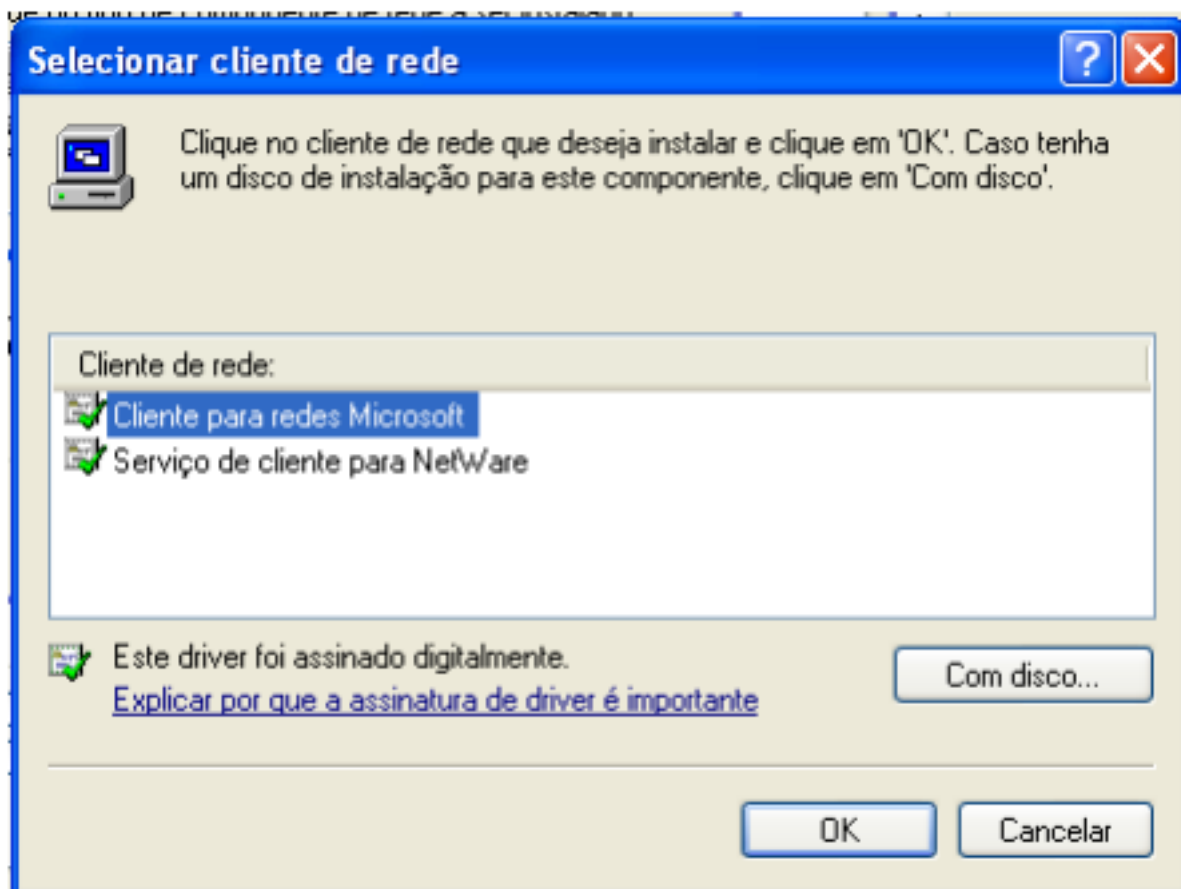 Selecionar cliente de rede
Clique no cliente de rede que deseja instalar e clique em 'OK'. Caso tenha
um disco de instalação para este componente, clique em 'Com disco'.
Cliente de rede:
Cliente para redes Microsoft
Serviço de cliente para NetWare
Este driver foi assinado digitalmente.
Explicar por que a assinatura de driver é importante
Com disco...
OK
Cancelar